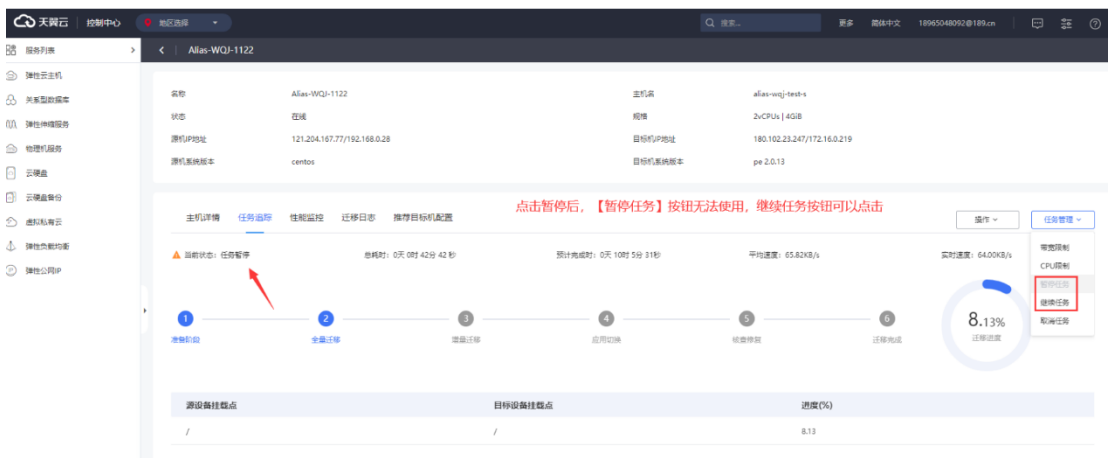 天翼云 控制中心 地区选择 搜索... 更多 简体中文 18965048092@189.cn
服务列表 > < Alias-WQJ-1122
弹性云主机
关系型数据库
弹性伸缩服务
物理机服务
云硬盘
云硬盘备份
虚拟私有云
弹性负载均衡
弹性公网IP
名称 Alias-WQJ-1122 主机名 alias-wqj-test-s
状态 在线 规格 2vCPUs | 4GiB
源机IP地址 121.204.167.77/192.168.0.28 目标机IP地址 180.102.23.247/172.16.0.219
源机系统版本 centos 目标机系统版本 pe 2.0.13
点击暂停后，【暂停任务】按钮无法使用，继续任务按钮可以点击
主机详情 任务追踪 性能监控 迁移日志 推荐目标机配置 操作 任务管理
当前状态：任务暂停 总耗时：0天 0时 42分 42 秒 预计完成时：0天 10时 5分 31秒 平均速度：65.82KB/s 实时速度：64.00KB/s
带宽限制
CPU限制
暂停任务
继续任务
取消任务
1 2 3 4 5 6
准备阶段 全量迁移 增量迁移 应用切换 核查修复 迁移完成
8.13%
迁移进度
源设备挂载点 目标设备挂载点 进度(%)
/ / 8.13